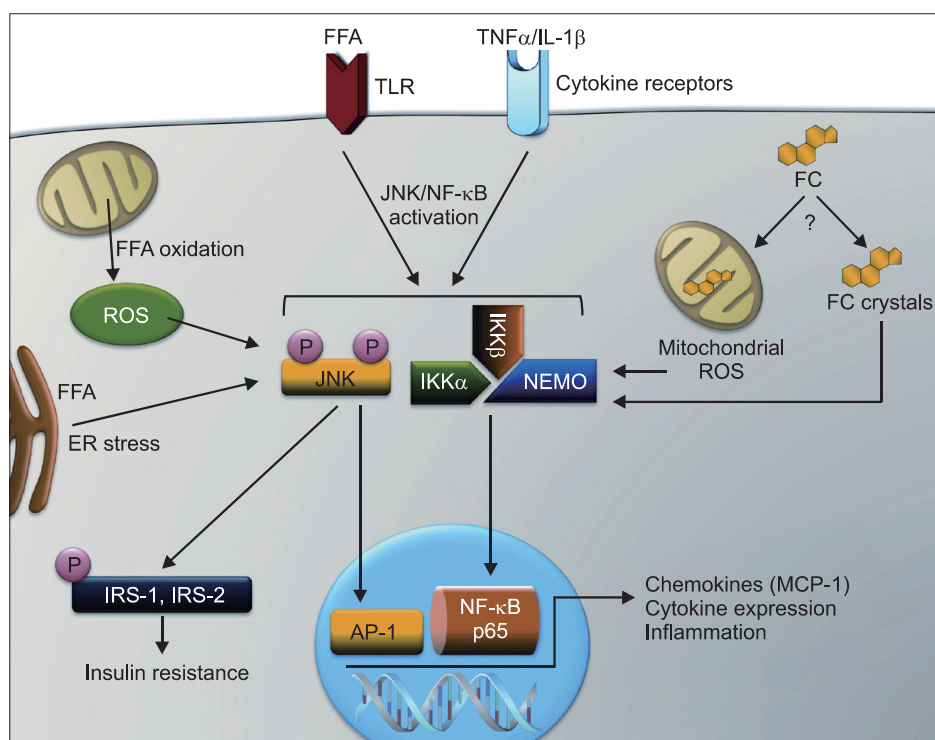 FFA
TNFα/IL-1β
TLR
Cytokine receptors
JNK/NF-κB
activation
FC
?
FFA oxidation
FC crystals
ROS
Mitochondrial
ROS
P
P
JNK
IKKα
IKKβ
NEMO
FFA
ER stress
P
IRS-1, IRS-2
Insulin resistance
AP-1
NF-κB
p65
Chemokines (MCP-1)
Cytokine expression
Inflammation